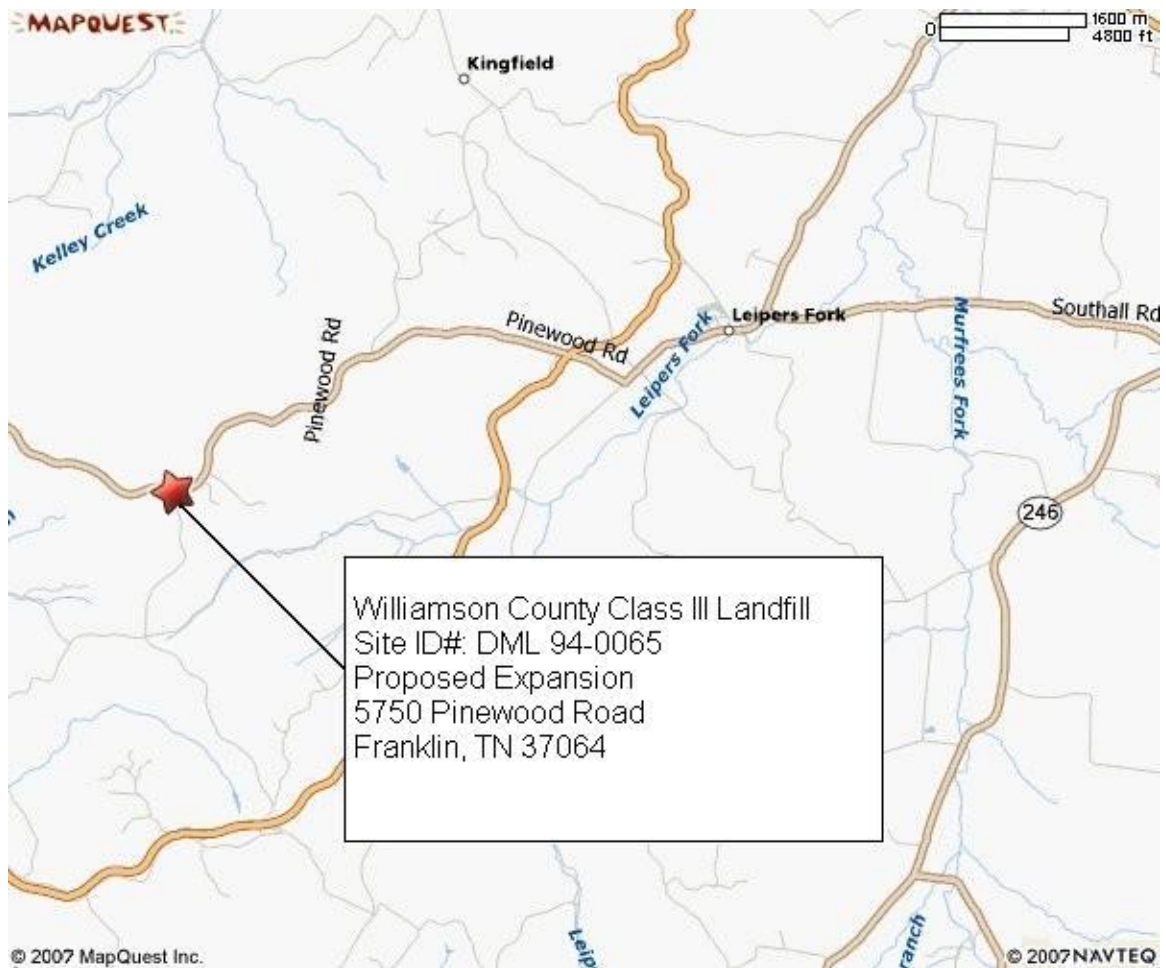 MAPQUEST
0
1600 m
4800 ft
Kingfield
Kelley Creek
Pinewood Rd
Pinewood Rd
Leipers Fork
Leipers Fork
Murfrees Fork
Southall Rd
246
Williamson County Class III Landfill
Site ID#: DML 94-0065
Proposed Expansion
5750 Pinewood Road
Franklin, TN 37064
Leip
ranch
© 2007 MapQuest Inc.
© 2007 NAVTEQ